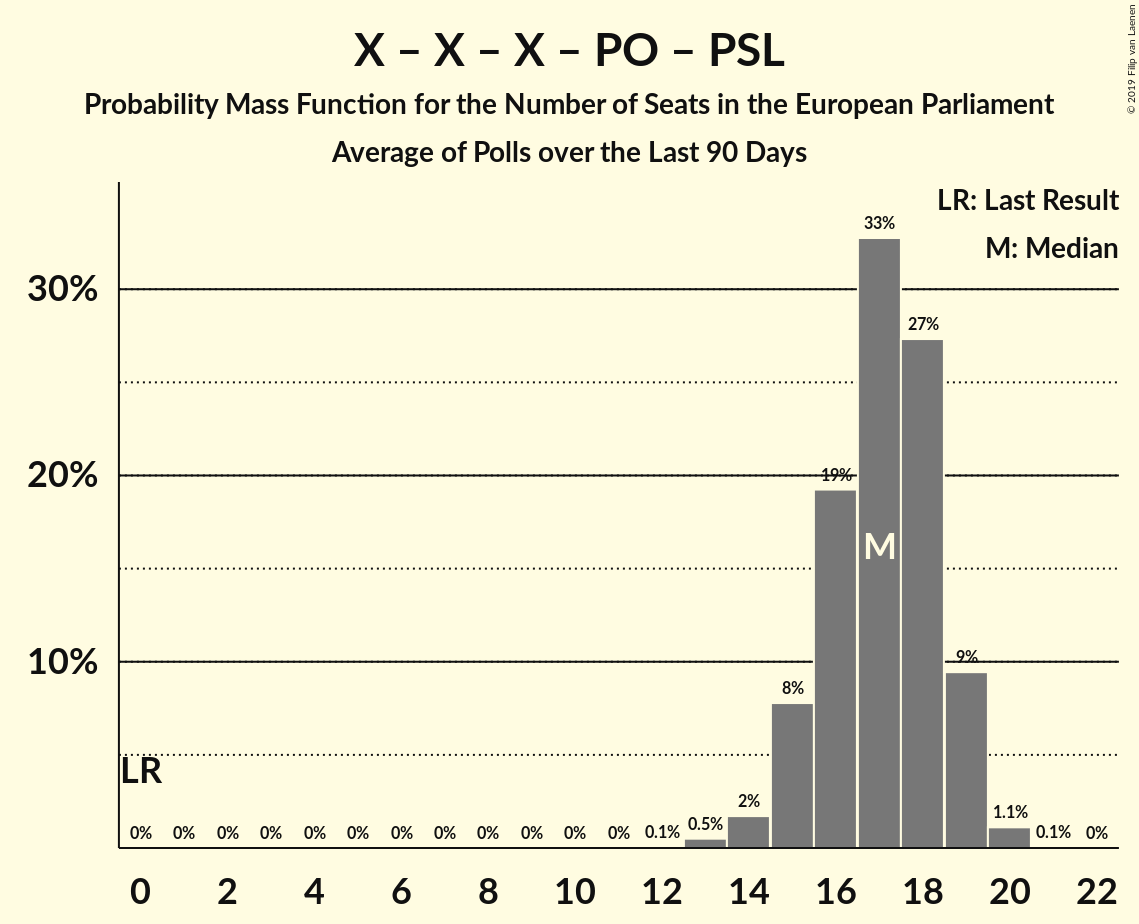 X – X – X – PO – PSL
Probability Mass Function for the Number of Seats in the European Parliament
Average of Polls over the Last 90 Days
© 2019 Filip van Laenen
LR: Last Result
M: Median
33%
30%
27%
20%
19%
M
10%
9%
8%
LR
2%
1.1%
0.5%
0% 0% 0% 0% 0% 0% 0% 0% 0% 0% 0% 0% 0.1% 0.1% 0%
0 2 4 6 8 10 12 14 16 18 20 22